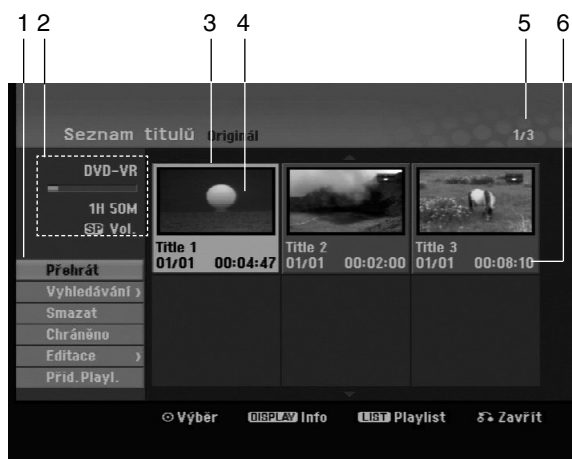 1 2 3 4 5 6
Seznam titulů Originál 1/3
DVD-VR
1H 50M
SP Vol.
Title 1
01/01 00:04:47
Title 2
01/01 00:02:00
Title 3
01/01 00:08:10
Přehrát
Vyhledávání
Smazat
Chráněno
Editace
Přid.Playl.
Výběr DISPLAY Info LIST Playlist Zavřít